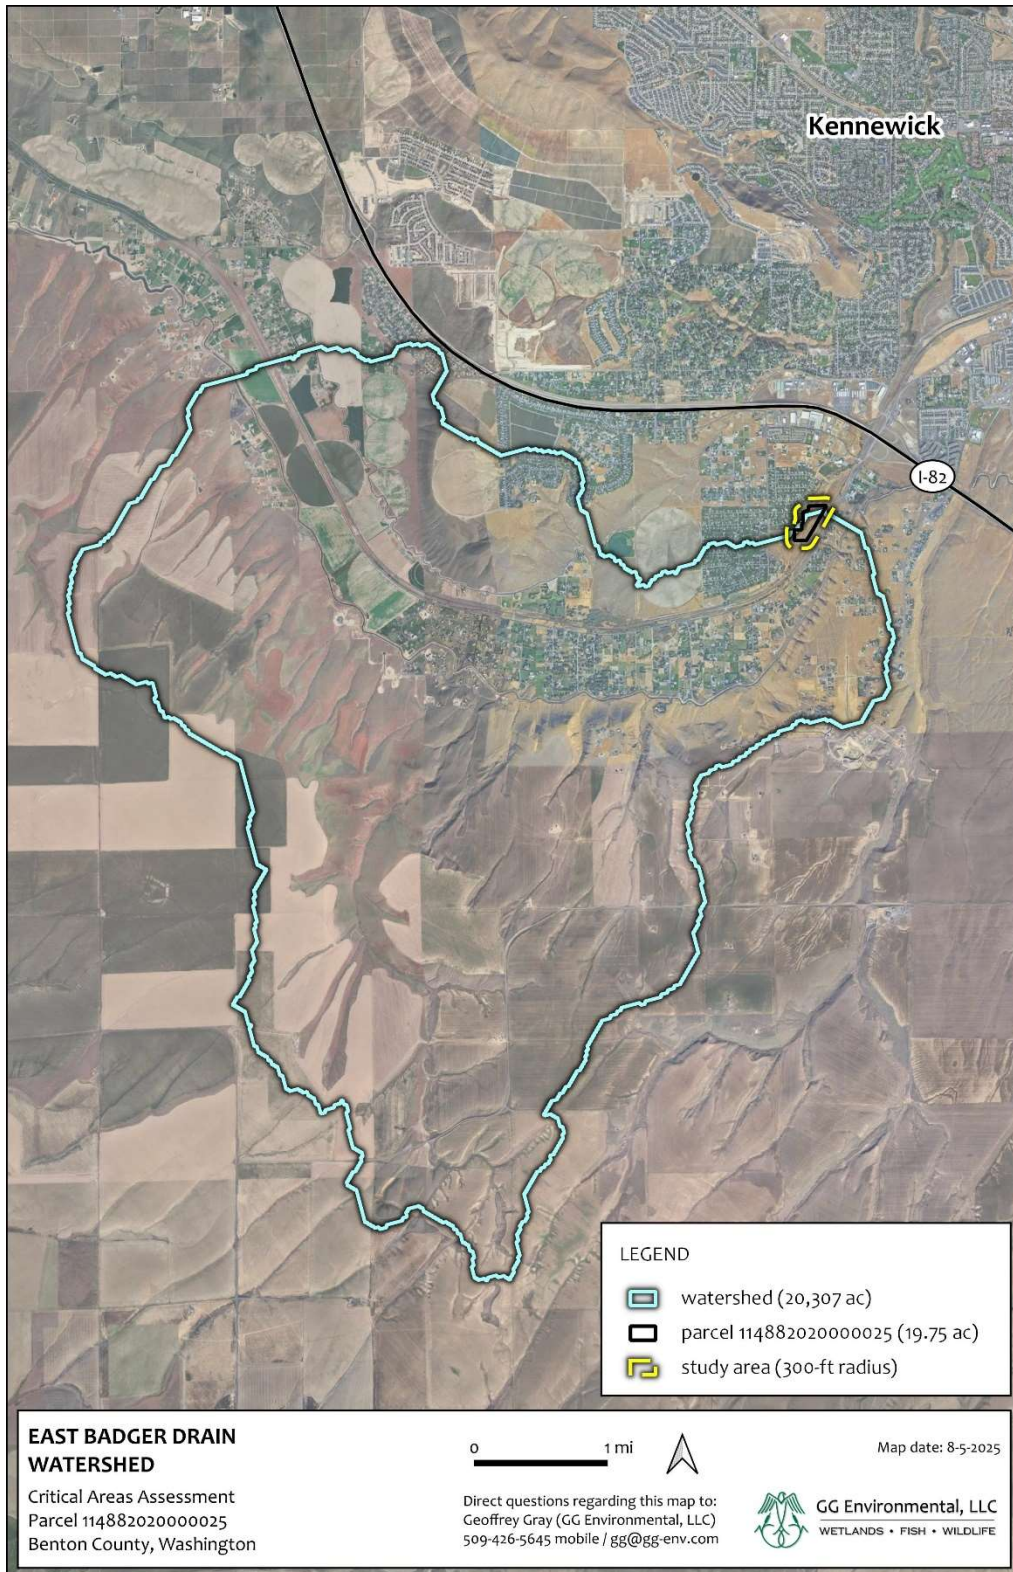 Kennewick
I-82
LEGEND
watershed (20,307 ac)
parcel 114882020000025 (19.75 ac)
study area (300-ft radius)
EAST BADGER DRAIN
WATERSHED
Critical Areas Assessment
Parcel 114882020000025
Benton County, Washington
0 1 mi
Direct questions regarding this map to:
Geoffrey Gray (GG Environmental, LLC)
509-426-5645 mobile / gg@gg-env.com
Map date: 8-5-2025
GG Environmental, LLC
WETLANDS • FISH • WILDLIFE